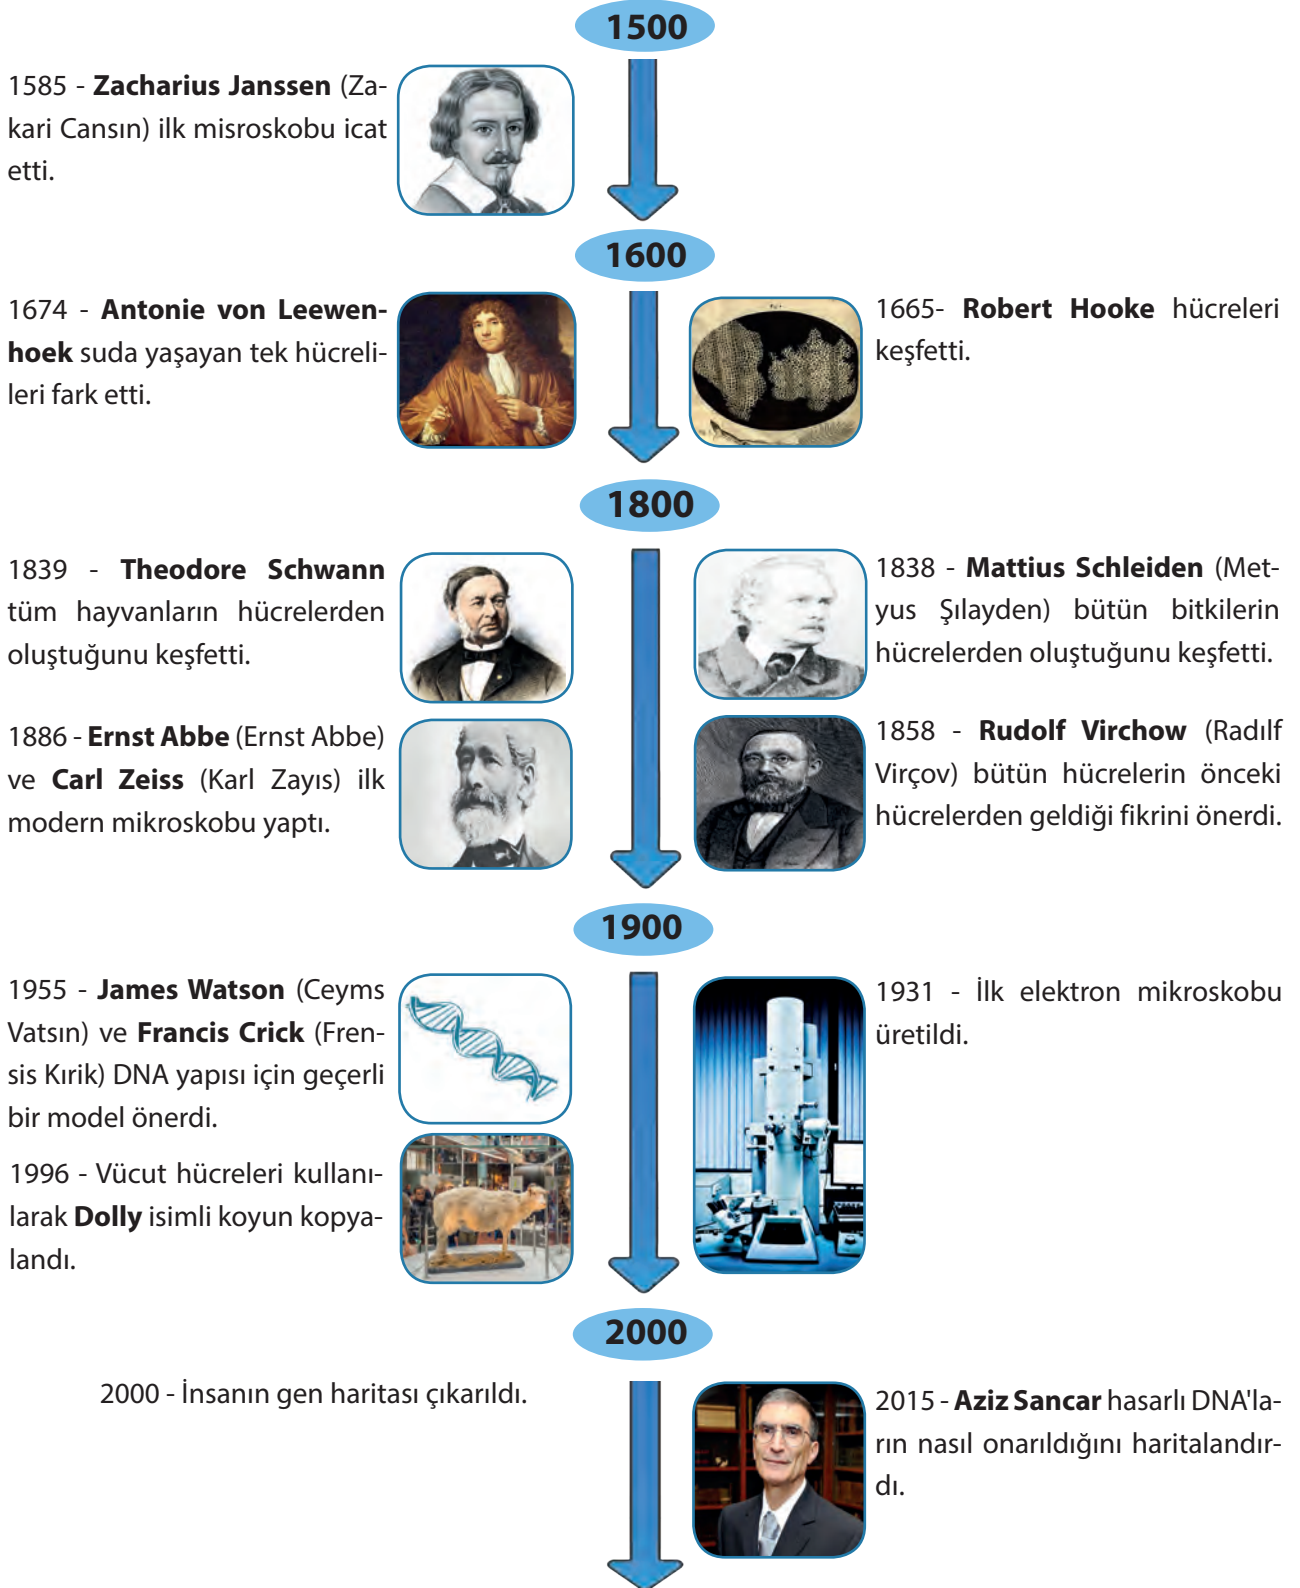 1500
1585 - Zacharius Janssen (Za-
kari Cansın) ilk misroskobu icat
etti.
1600
1674 - Antonie von Leewen-
hoek suda yaşayan tek hücreli-
leri fark etti.
1665- Robert Hooke hücreleri
keşfetti.
1800
1839 - Theodore Schwann
tüm hayvanların hücrelerden
oluştuğunu keşfetti.
1838 - Mattius Schleiden (Met-
yus Şılayden) bütün bitkilerin
hücrelerden oluştuğunu keşfetti.
1886 - Ernst Abbe (Ernst Abbe)
ve Carl Zeiss (Karl Zayıs) ilk
modern mikroskobu yaptı.
1858 - Rudolf Virchow (Radılf
Virçov) bütün hücrelerin önceki
hücrelerden geldiği fikrini önerdi.
1900
1955 - James Watson (Ceyms
Vatsın) ve Francis Crick (Fren-
sis Kırik) DNA yapısı için geçerli
bir model önerdi.
1931 - İlk elektron mikroskobu
üretildi.
1996 - Vücut hücreleri kullanı-
larak Dolly isimli koyun kopya-
landı.
2000
2000 - İnsanın gen haritası çıkarıldı.
2015 - Aziz Sancar hasarlı DNA'la-
rın nasıl onarıldığını haritalandır-
dı.